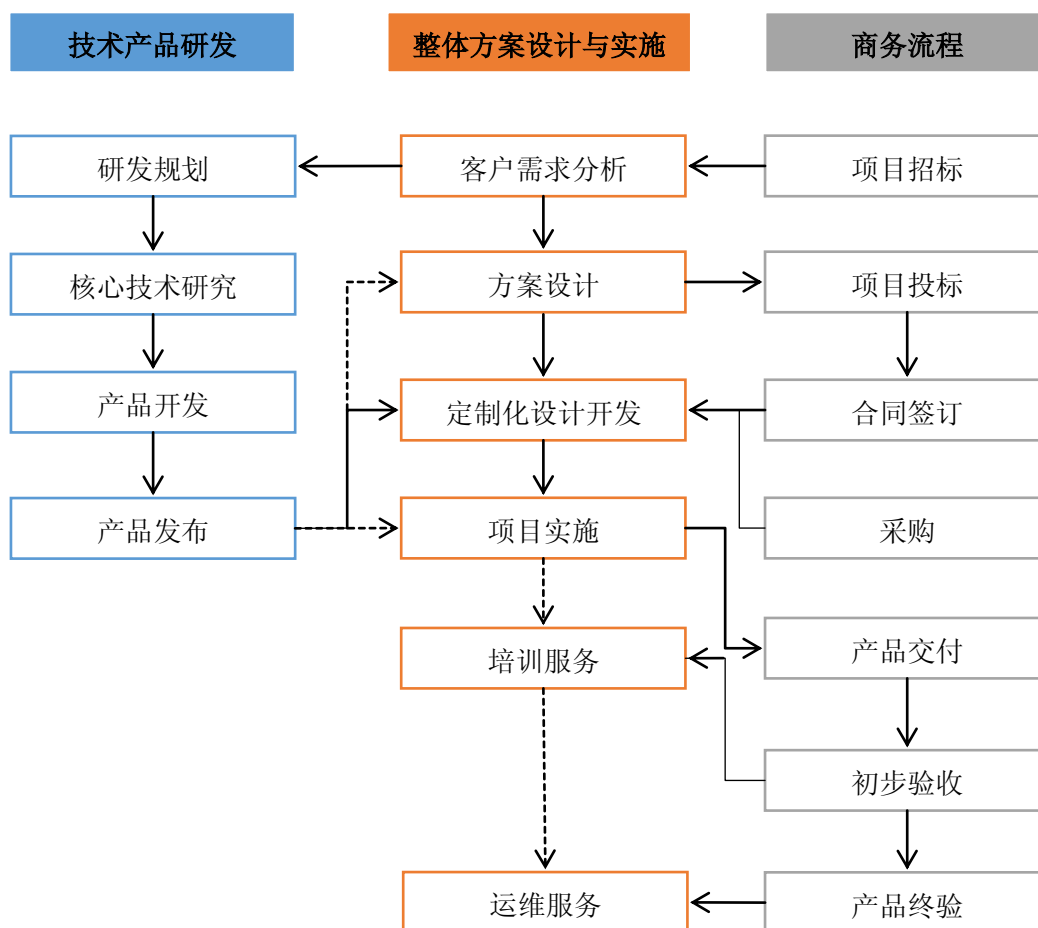 技术产品研发
整体方案设计与实施
商务流程
研发规划
客户需求分析
项目招标
核心技术研究
方案设计
项目投标
产品开发
定制化设计开发
合同签订
产品发布
项目实施
采购
培训服务
产品交付
初步验收
运维服务
产品终验